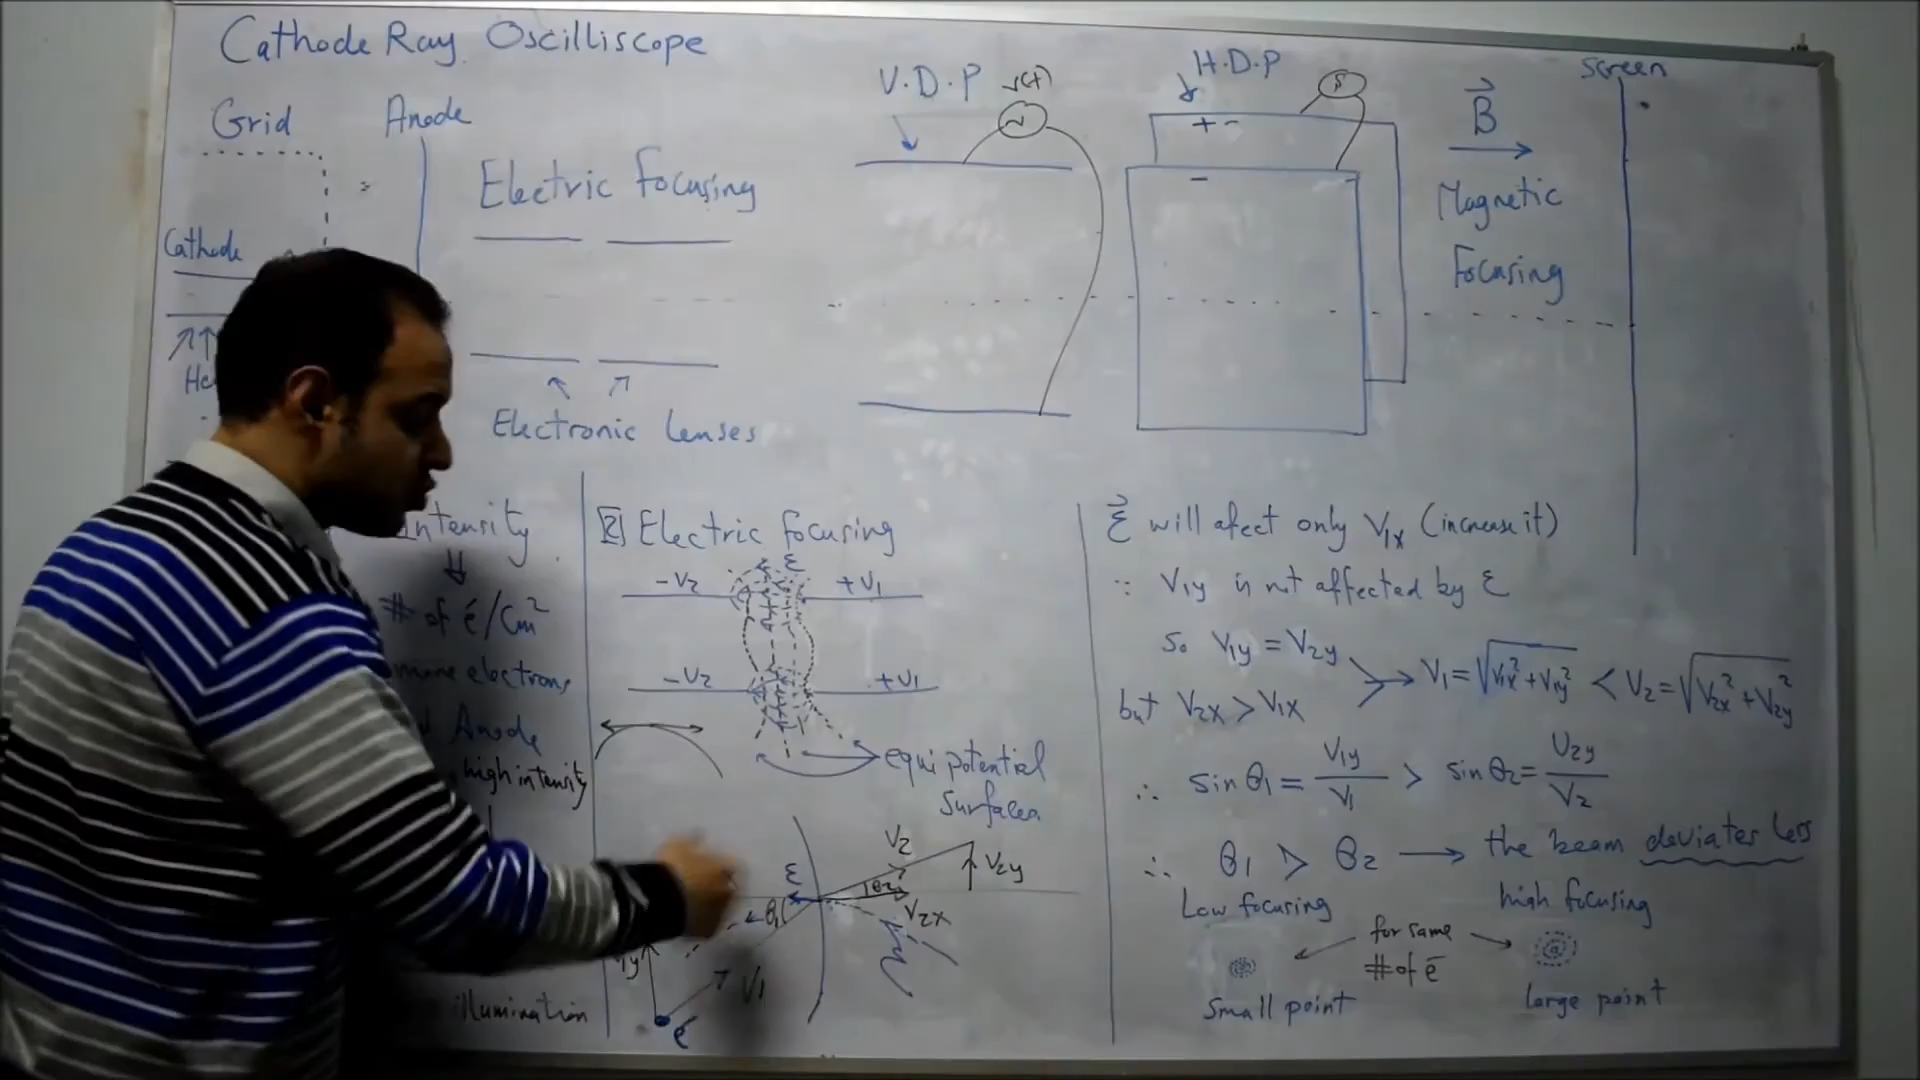 Cathode Ray Oscilliscope
Grid
Anode
Cathode
Electric Focusing
Electronic Lenses
V.D.P
v(t)
~
H.D.P
+ -
-
B
Magnetic
Focusing
Screen
Intensity
⇓
# of e/Cm²
more electrons
Anode
high intensity
illumination
[2] Electric focusing
ε
-V2
+V1
-V2
+V1
equipotential
surfaces
V2
V2y
θ2
V2x
ε
θ1
V1
e
ε will afect only V1x (increase it)
∵ V1y is not affected by ε
So V1y = V2y
but V2x > V1x
V1 = √V1x² + V1y² < V2 = √V2x² + V2y²
∴ sin θ1 = V1y / V1 > sin θ2 = V2y / V2
∴ θ1 > θ2 → the beam deviates less
Low focusing
high focusing
for same
# of e
small point
large point